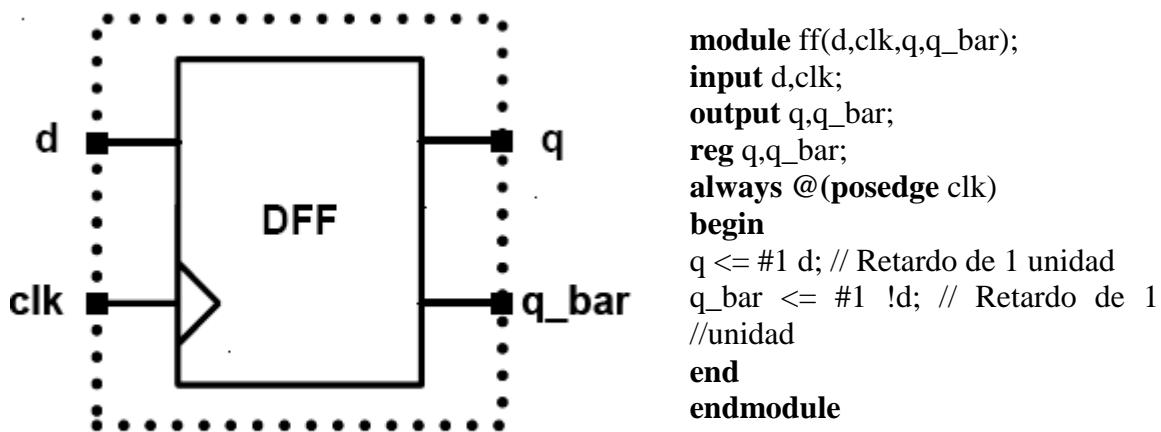 d
clk
DFF
q
q_bar
module ff(d,clk,q,q_bar);
input d,clk;
output q,q_bar;
reg q,q_bar;
always @(posedge clk)
begin
q <= #1 d; // Retardo de 1 unidad
q_bar <= #1 !d; // Retardo de 1
//unidad
end
endmodule